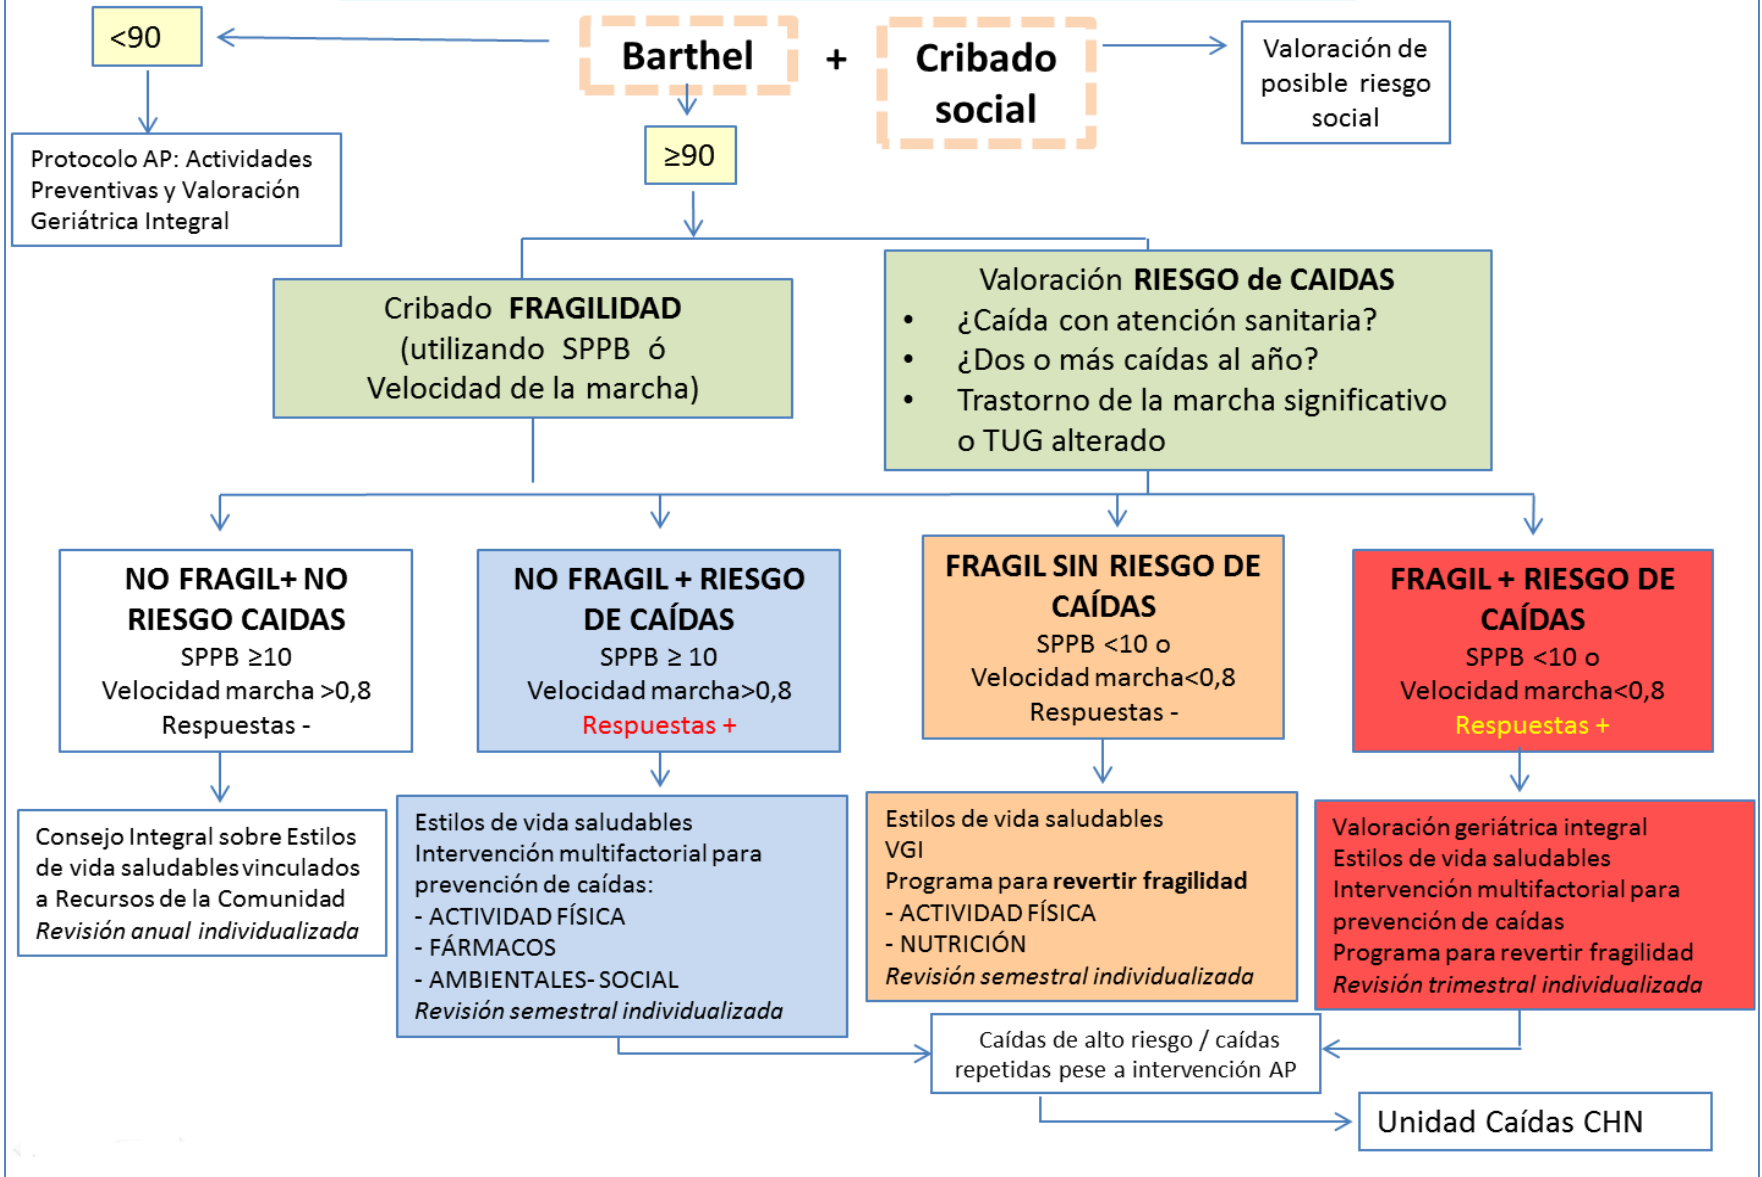 <90
Barthel
+
Cribado
social
Valoración de
posible riesgo
social
Protocolo AP: Actividades
Preventivas y Valoración
Geriátrica Integral
≥90
Cribado FRAGILIDAD
(utilizando SPPB ó
Velocidad de la marcha)
Valoración RIESGO de CAIDAS
• ¿Caída con atención sanitaria?
• ¿Dos o más caídas al año?
• Trastorno de la marcha significativo
o TUG alterado
NO FRAGIL+ NO
RIESGO CAIDAS
SPPB ≥10
Velocidad marcha >0,8
Respuestas -
NO FRAGIL + RIESGO
DE CAÍDAS
SPPB ≥ 10
Velocidad marcha>0,8
Respuestas +
FRAGIL SIN RIESGO DE
CAÍDAS
SPPB <10 o
Velocidad marcha<0,8
Respuestas -
FRAGIL + RIESGO DE
CAÍDAS
SPPB <10 o
Velocidad marcha<0,8
Respuestas +
Consejo Integral sobre Estilos
de vida saludables vinculados
a Recursos de la Comunidad
Revisión anual individualizada
Estilos de vida saludables
Intervención multifactorial para
prevención de caídas:
- ACTIVIDAD FÍSICA
- FÁRMACOS
- AMBIENTALES- SOCIAL
Revisión semestral individualizada
Estilos de vida saludables
VGI
Programa para revertir fragilidad
- ACTIVIDAD FÍSICA
- NUTRICIÓN
Revisión semestral individualizada
Valoración geriátrica integral
Estilos de vida saludables
Intervención multifactorial para
prevención de caídas
Programa para revertir fragilidad
Revisión trimestral individualizada
Caídas de alto riesgo / caídas
repetidas pese a intervención AP
Unidad Caídas CHN